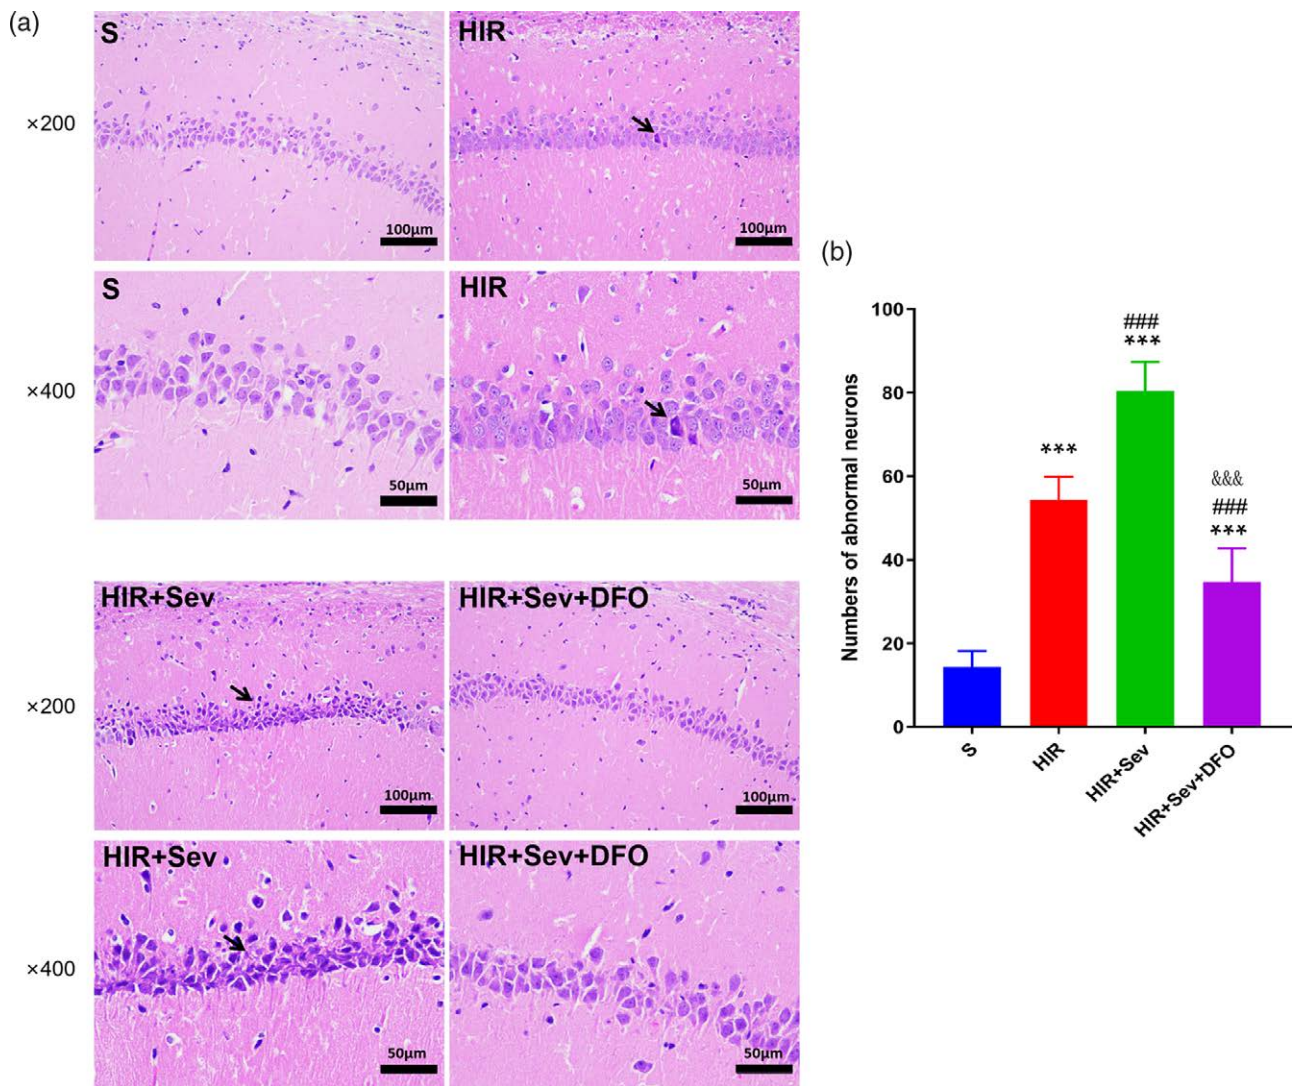 (a)
S
HIR
×200
100μm
100μm
S
HIR
×400
50μm
50μm
HIR+Sev
HIR+Sev+DFO
×200
100μm
100μm
HIR+Sev
HIR+Sev+DFO
×400
50μm
50μm
(b)
Numbers of abnormal neurons
100
80
60
40
20
0
***
###
***
&&&
###
***
S
HIR
HIR+Sev
HIR+Sev+DFO